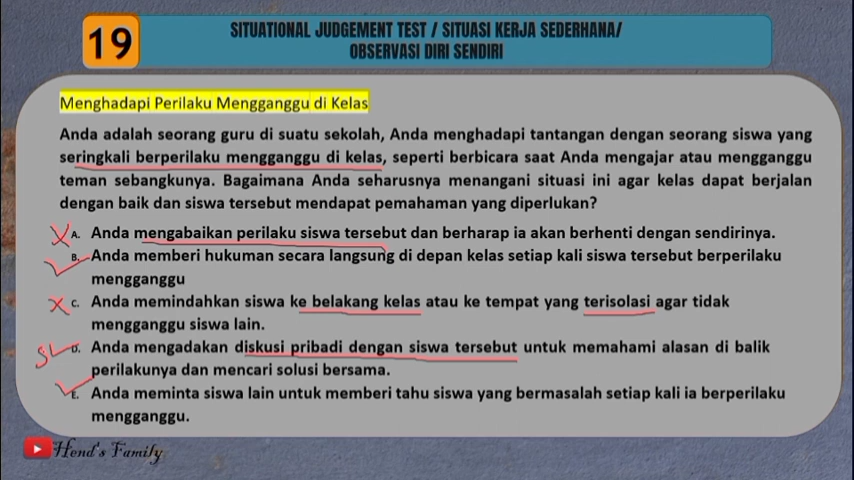 19
SITUATIONAL JUDGEMENT TEST / SITUASI KERJA SEDERHANA/
OBSERVASI DIRI SENDIRI
Menghadapi Perilaku Mengganggu di Kelas
Anda adalah seorang guru di suatu sekolah, Anda menghadapi tantangan dengan seorang siswa yang
seringkali berperilaku mengganggu di kelas, seperti berbicara saat Anda mengajar atau mengganggu
teman sebangkunya. Bagaimana Anda seharusnya menangani situasi ini agar kelas dapat berjalan
dengan baik dan siswa tersebut mendapat pemahaman yang diperlukan?
X A. Anda mengabaikan perilaku siswa tersebut dan berharap ia akan berhenti dengan sendirinya.
B. Anda memberi hukuman secara langsung di depan kelas setiap kali siswa tersebut berperilaku
mengganggu
X C. Anda memindahkan siswa ke belakang kelas atau ke tempat yang terisolasi agar tidak
mengganggu siswa lain.
D. Anda mengadakan diskusi pribadi dengan siswa tersebut untuk memahami alasan di balik
perilakunya dan mencari solusi bersama.
E. Anda meminta siswa lain untuk memberi tahu siswa yang bermasalah setiap kali ia berperilaku
mengganggu.
Hend's Family